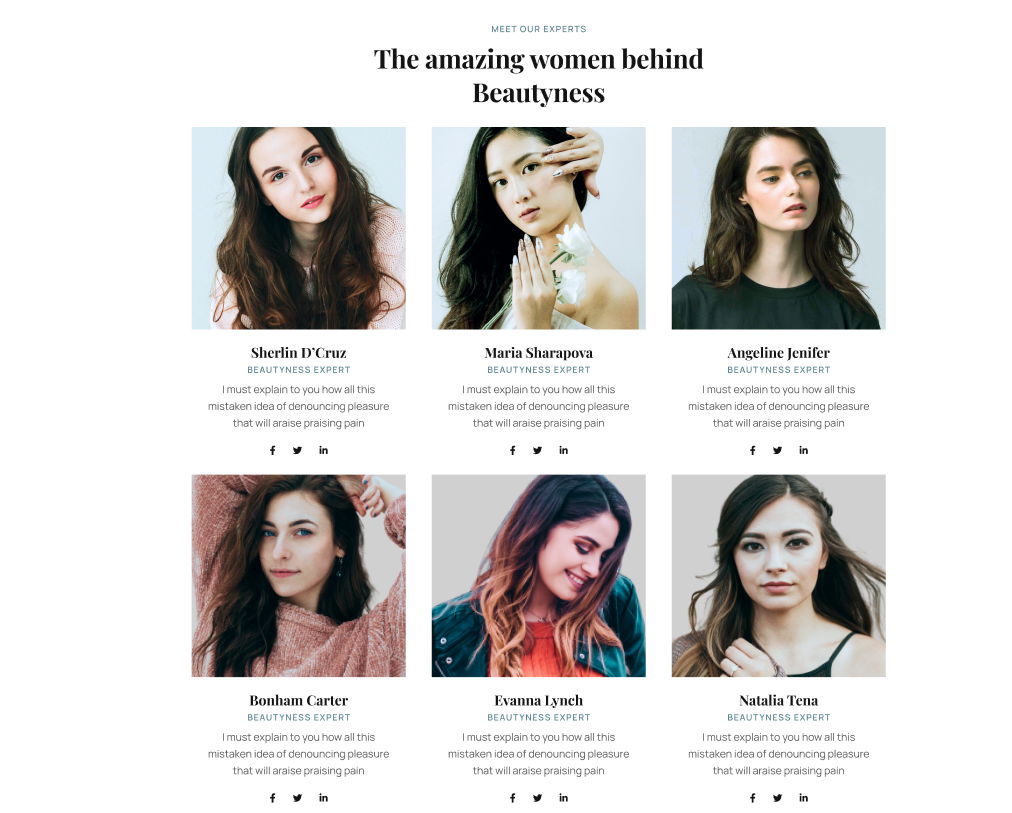 MEET OUR EXPERTS
The amazing women behind
Beautyness
Sherlin D’Cruz
BEAUTYNESS EXPERT
I must explain to you how all this
mistaken idea of denouncing pleasure
that will araise praising pain
Maria Sharapova
BEAUTYNESS EXPERT
I must explain to you how all this
mistaken idea of denouncing pleasure
that will araise praising pain
Angeline Jenifer
BEAUTYNESS EXPERT
I must explain to you how all this
mistaken idea of denouncing pleasure
that will araise praising pain
Bonham Carter
BEAUTYNESS EXPERT
I must explain to you how all this
mistaken idea of denouncing pleasure
that will araise praising pain
Evanna Lynch
BEAUTYNESS EXPERT
I must explain to you how all this
mistaken idea of denouncing pleasure
that will araise praising pain
Natalia Tena
BEAUTYNESS EXPERT
I must explain to you how all this
mistaken idea of denouncing pleasure
that will araise praising pain